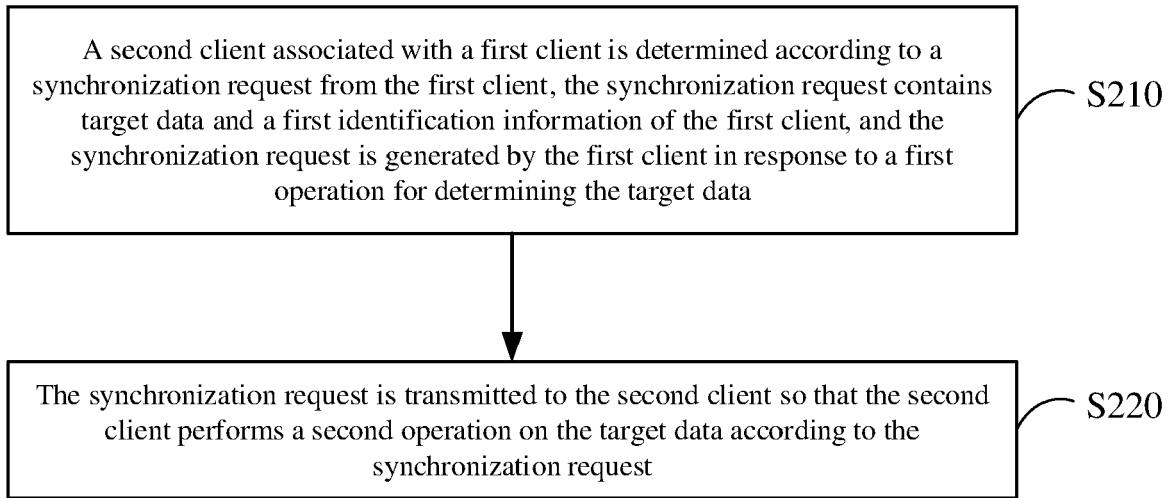 A second client associated with a first client is determined according to a
synchronization request from the first client, the synchronization request contains
target data and a first identification information of the first client, and the
synchronization request is generated by the first client in response to a first
operation for determining the target data
S210
The synchronization request is transmitted to the second client so that the second
client performs a second operation on the target data according to the
synchronization request
S220